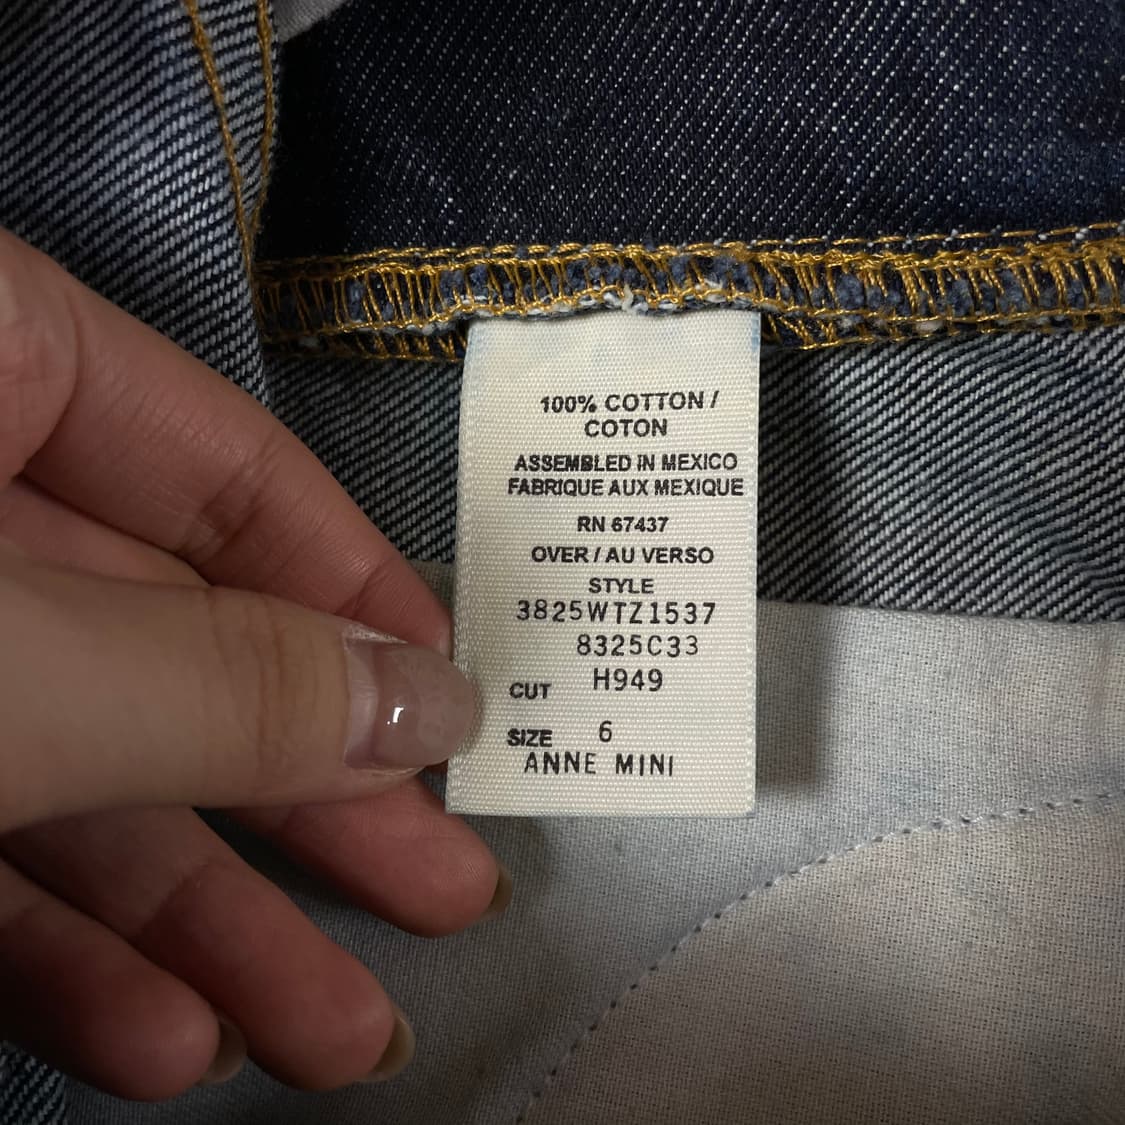 100% COTTON /
COTON
ASSEMBLED IN MEXICO
FABRIQUE AUX MEXIQUE
RN 67437
OVER / AU VERSO
STYLE
3825WTZ1537
8325C33
CUT H949
SIZE 6
ANNE MINI